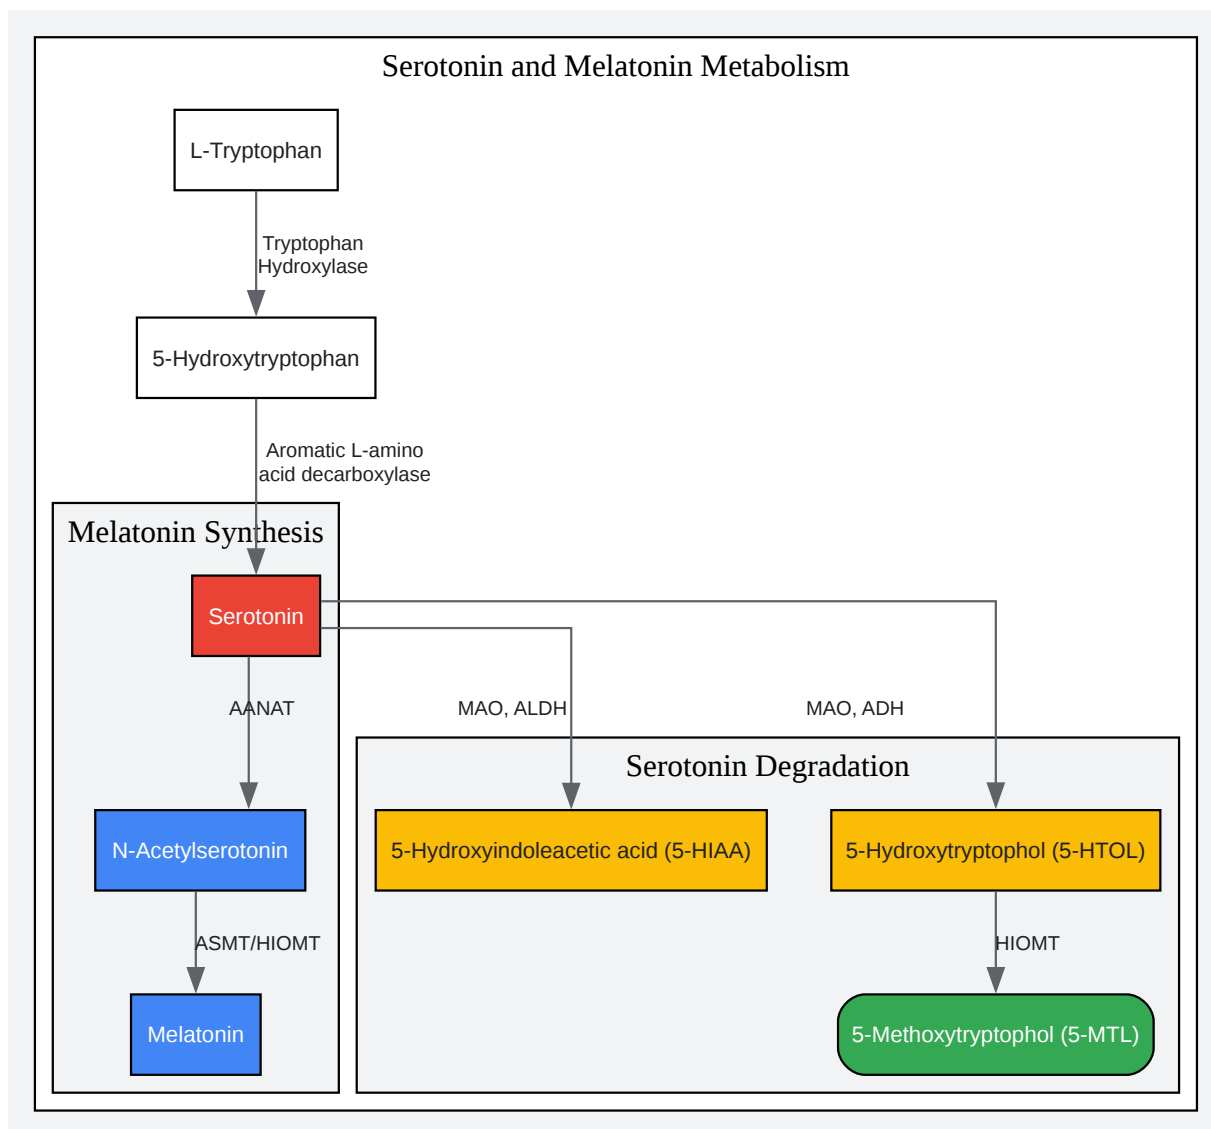 Serotonin and Melatonin Metabolism
L-Tryptophan
Tryptophan
Hydroxylase
5-Hydroxytryptophan
Aromatic L-amino
acid decarboxylase
Melatonin Synthesis
Serotonin
AANAT
MAO, ALDH
MAO, ADH
Serotonin Degradation
N-Acetylserotonin
5-Hydroxyindoleacetic acid (5-HIAA)
5-Hydroxytryptophol (5-HTOL)
ASMT/HIOMT
HIOMT
Melatonin
5-Methoxytryptophol (5-MTL)